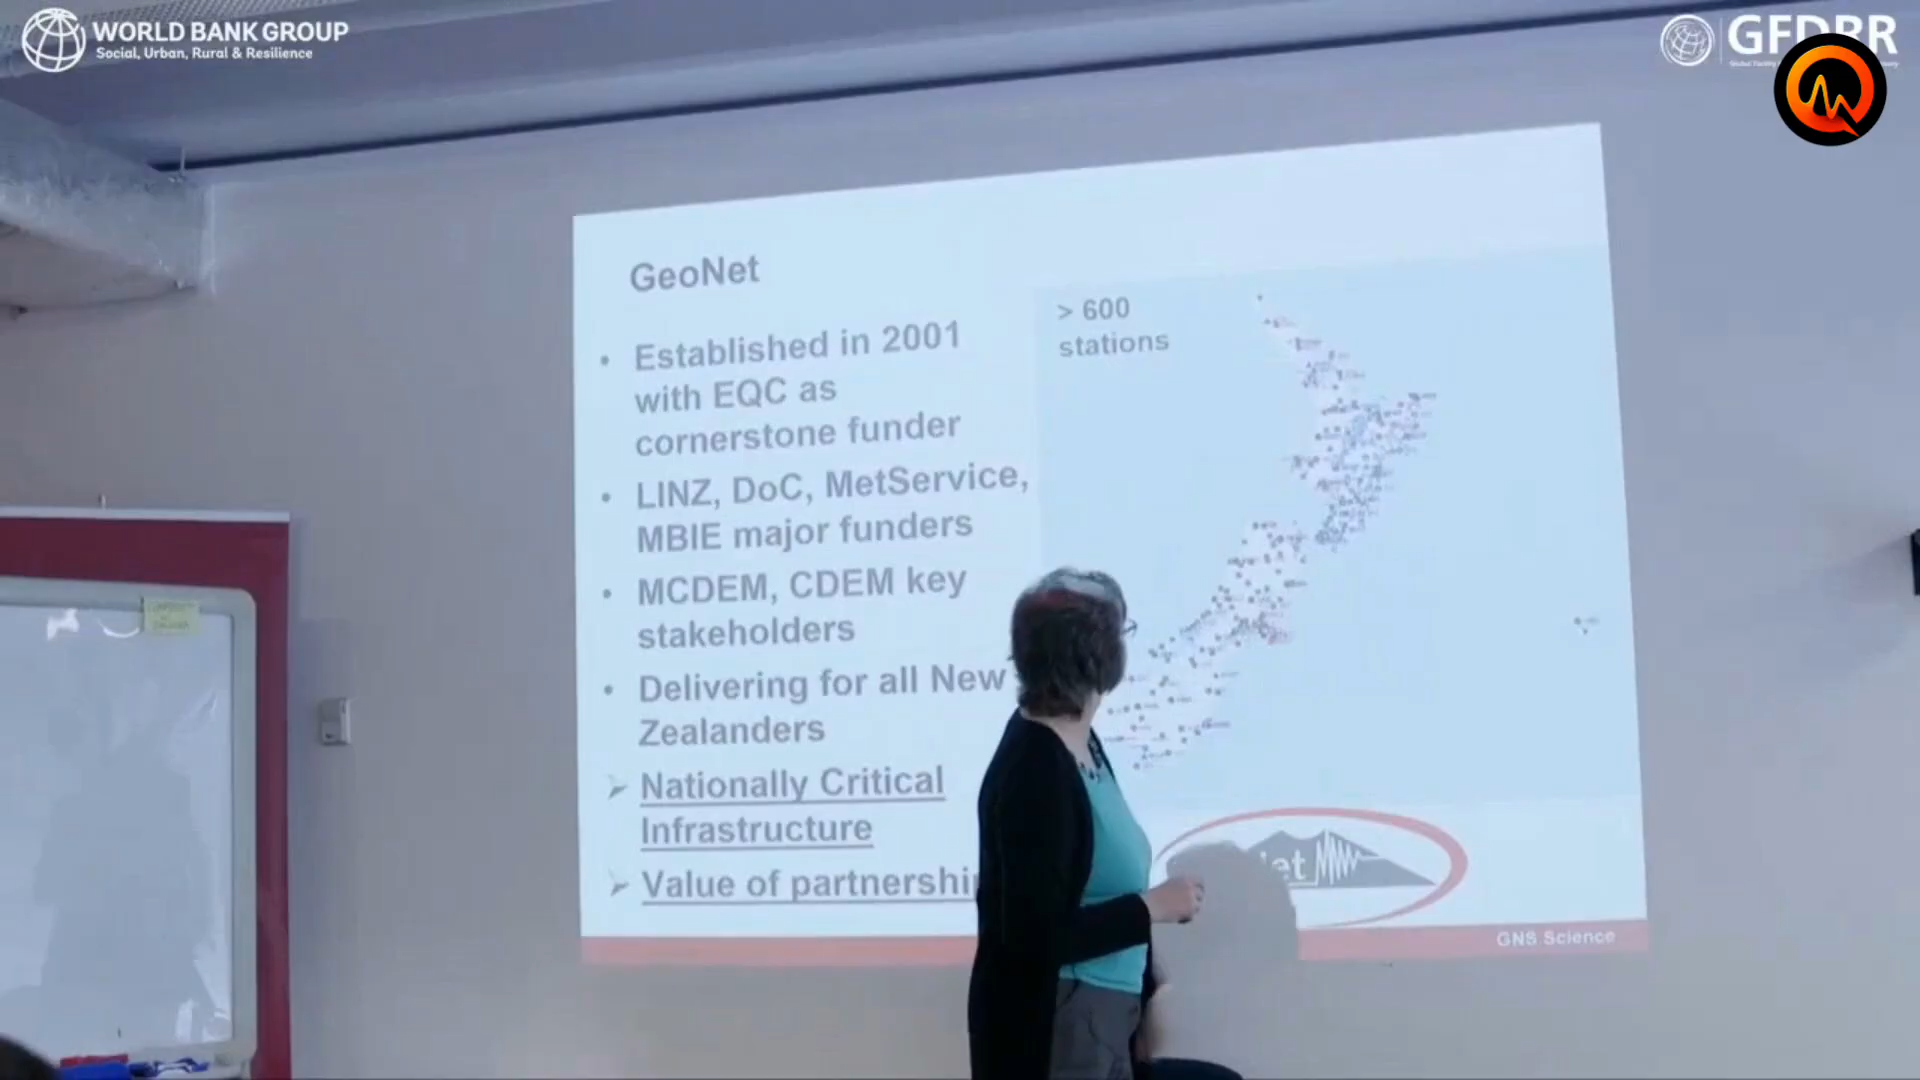 WORLD BANK GROUP
Social, Urban, Rural & Resilience
GFDRR
GeoNet
• Established in 2001
with EQC as
cornerstone funder
• LINZ, DoC, MetService,
MBIE major funders
• MCDEM, CDEM key
stakeholders
• Delivering for all New
Zealanders
➢ Nationally Critical
Infrastructure
➢ Value of partnershi
> 600
stations
et
GNS Science